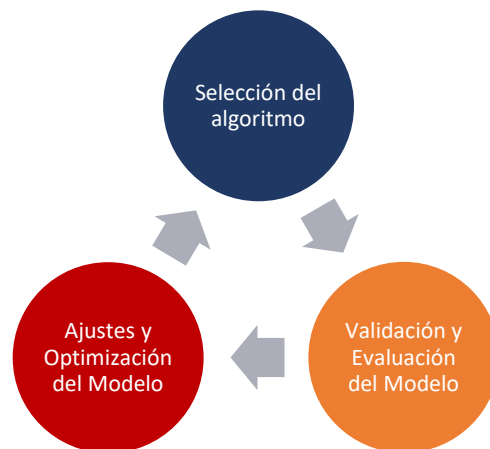 Selección del
algoritmo
Validación y
Evaluación
del Modelo
Ajustes y
Optimización
del Modelo